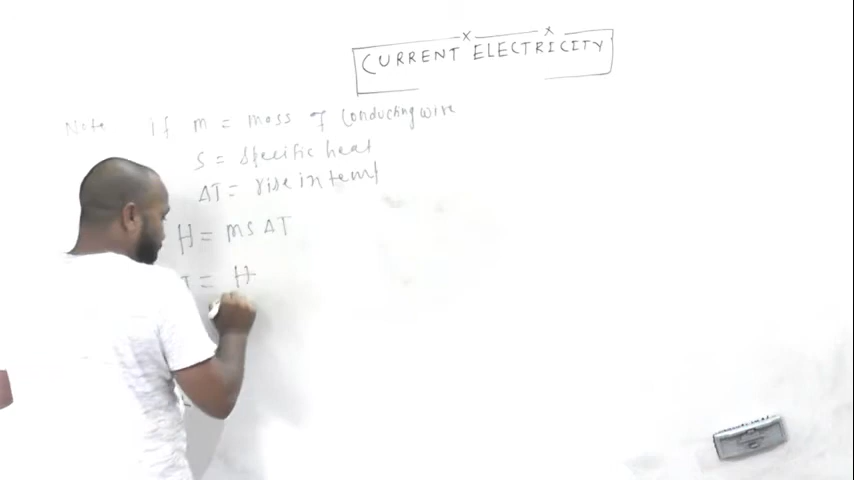 CURRENT ELECTRICITY
Note if m = mass of conducting wire
S = specific heat
ΔT = rise in temp
H = ms ΔT
T = H